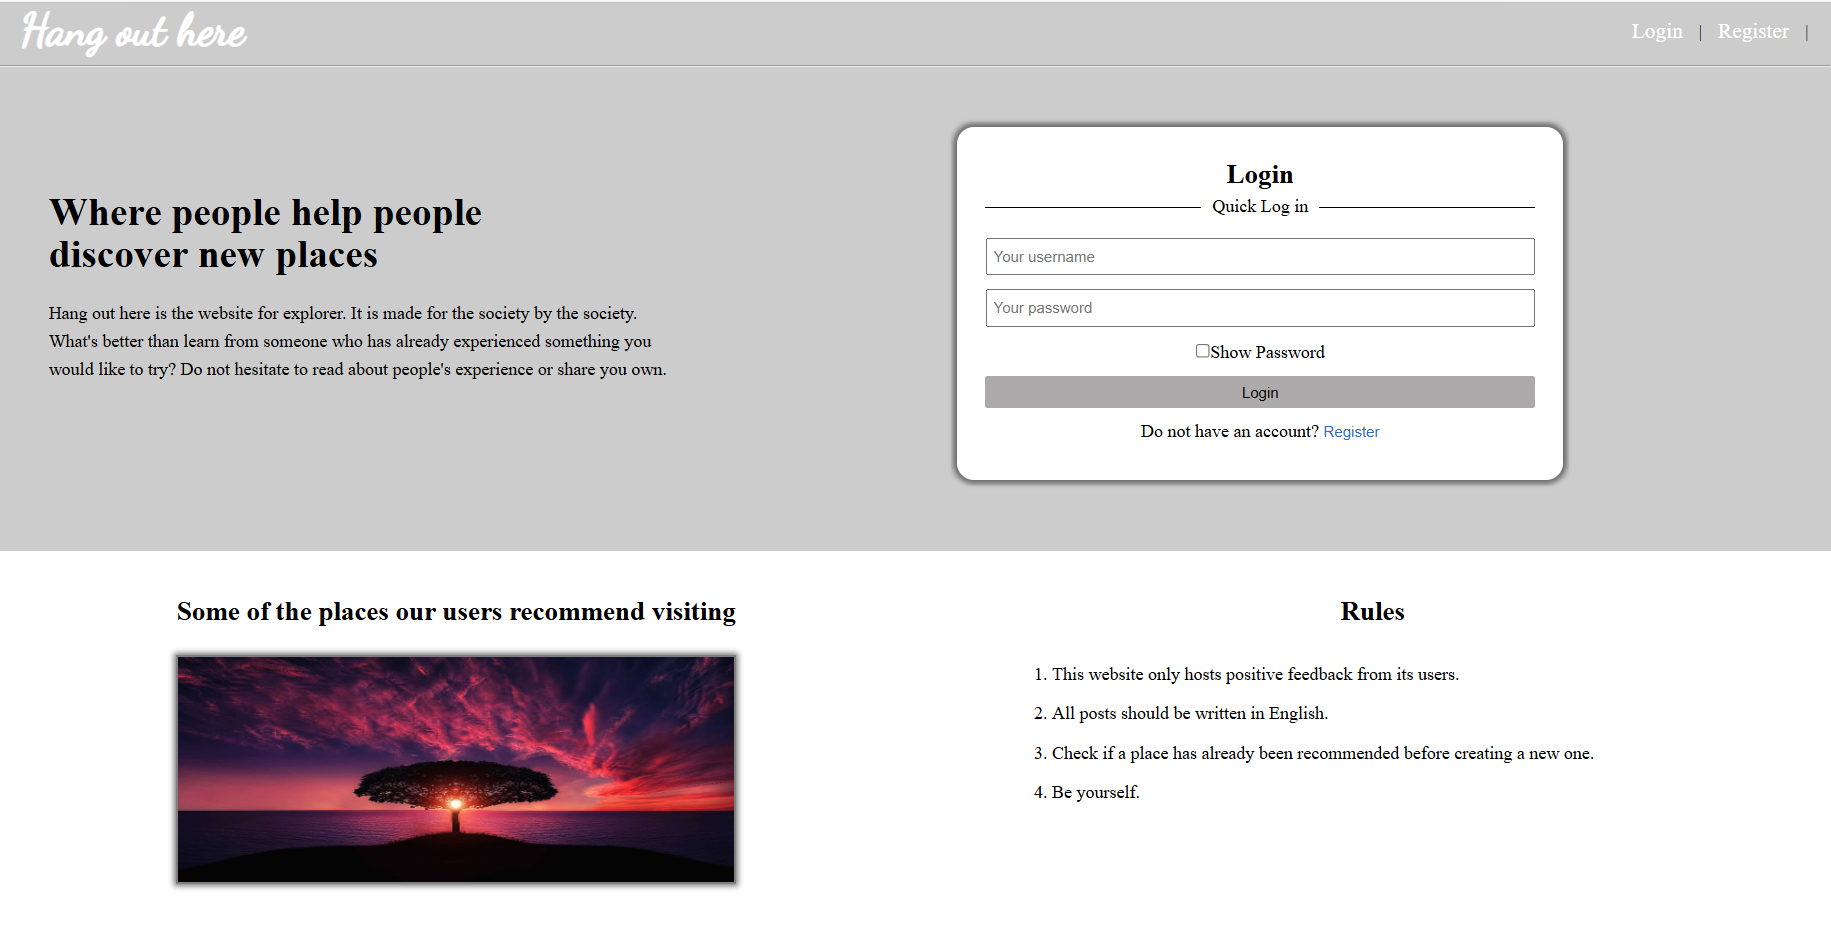 Hang out here
Login | Register |
Where people help people
discover new places
Hang out here is the website for explorer. It is made for the society by the society.
What's better than learn from someone who has already experienced something you
would like to try? Do not hesitate to read about people's experience or share you own.
Login
Quick Log in
Your username
Your password
Show Password
Login
Do not have an account? Register
Some of the places our users recommend visiting
Rules
1. This website only hosts positive feedback from its users.
2. All posts should be written in English.
3. Check if a place has already been recommended before creating a new one.
4. Be yourself.